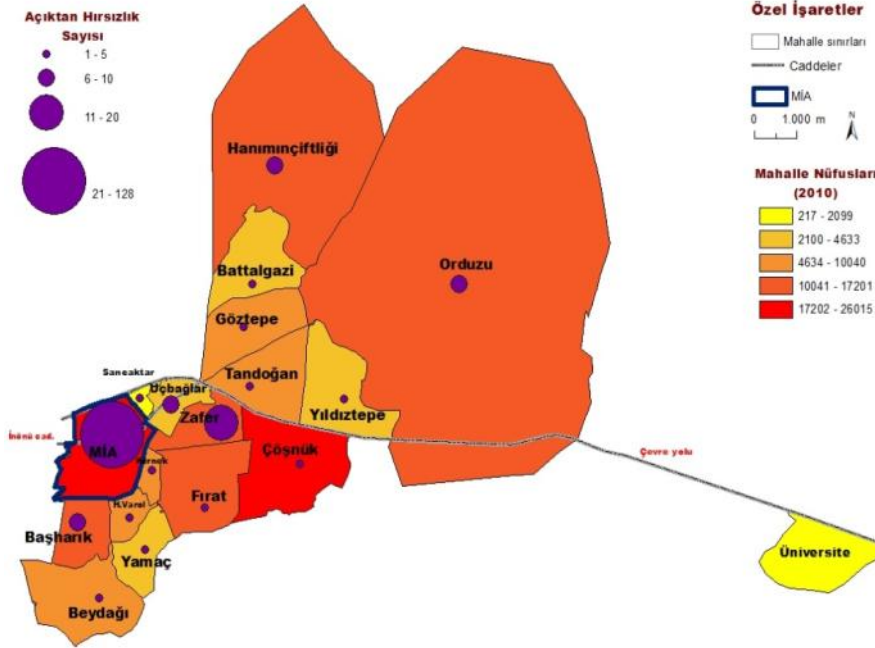 Açıktan Hırsızlık
Sayısı
1 - 5
6 - 10
11 - 20
21 - 128
Özel İşaretler
Mahalle sınırları
Caddeler
MİA
0 1.000 m
N
Mahalle Nüfusları
(2010)
217 - 2099
2100 - 4633
4634 - 10040
10041 - 17201
17202 - 26015
Hanımınçiftliği
Battalgazi
Orduzu
Göztepe
Saneaktar
Tandoğan
Üçbağlar
Yıldıztepe
Zafer
İnönü cad.
MİA
Çöşnük
Çevre yolu
Fırat
H.Varol
Başharık
Üniversite
Yamaç
Beydağı